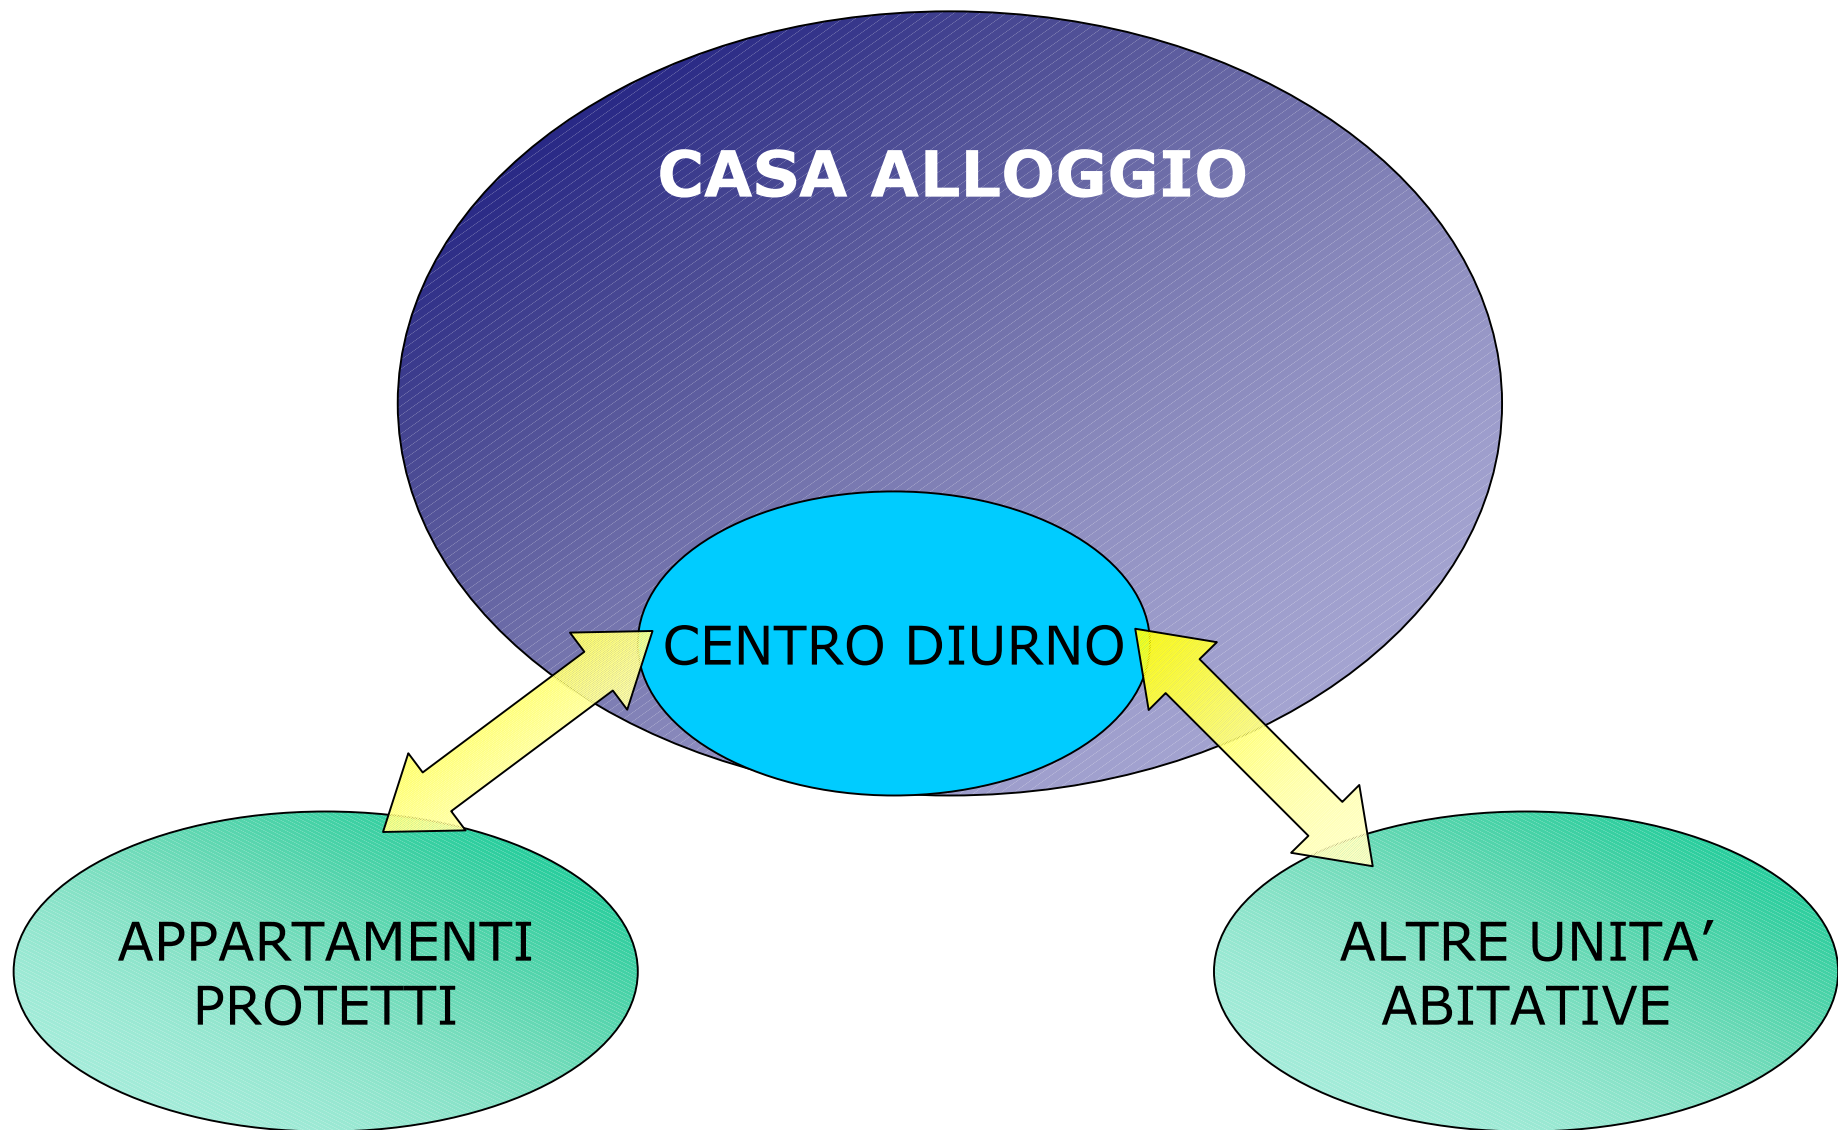 CASA ALLOGGIO
CENTRO DIURNO
APPARTAMENTI
PROTETTI
ALTRE UNITA’
ABITATIVE